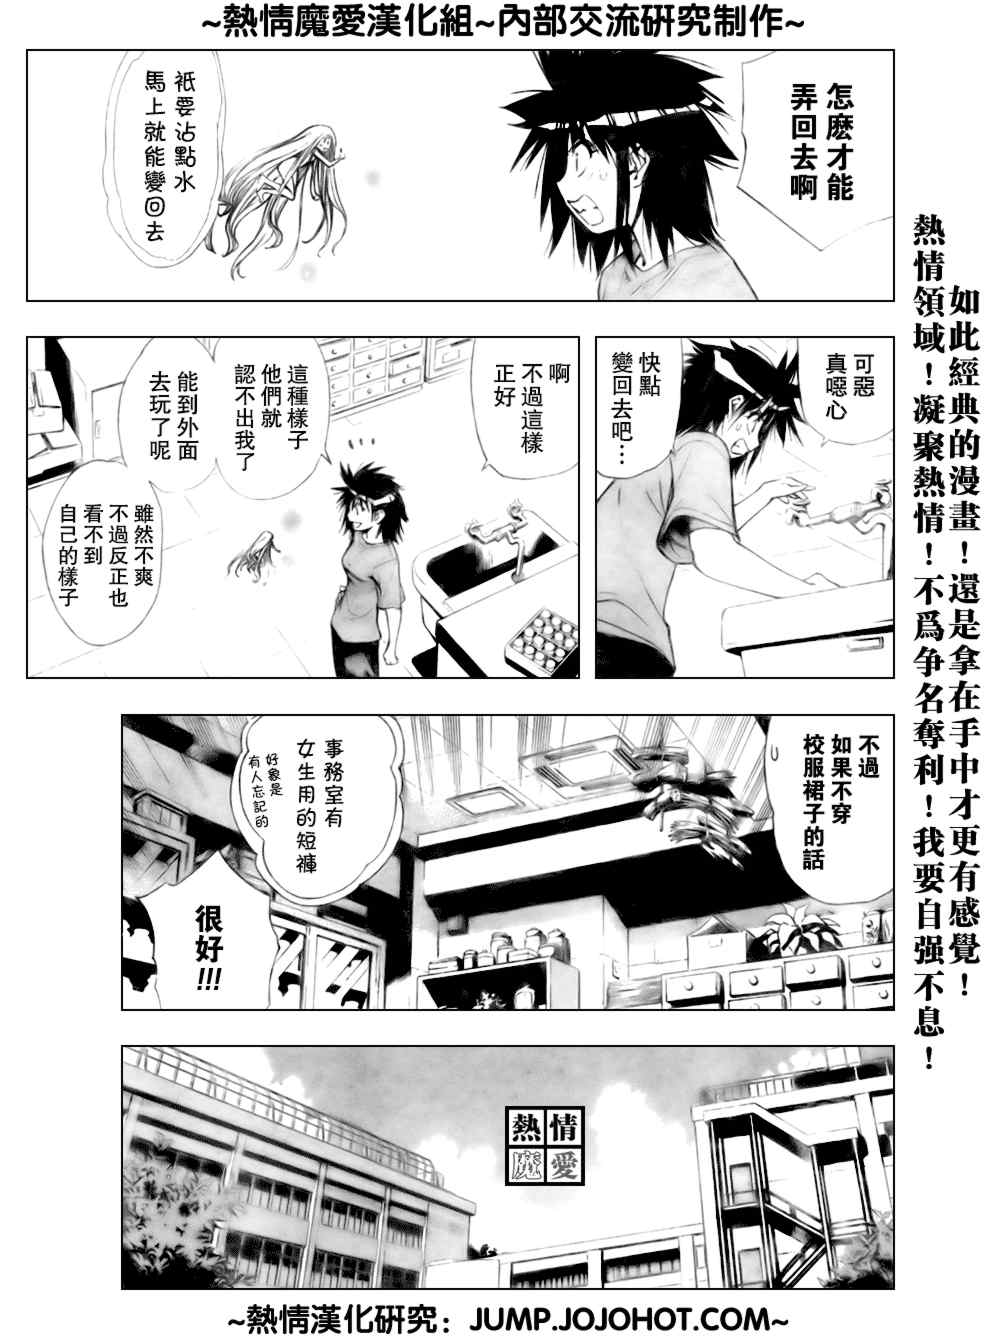 ~熱情魔愛漢化組~內部交流研究制作~
怎麽才能
弄回去啊
衹要沾點水
馬上就能變回去
可惡
真噁心
快點
變回去吧…
啊
不過這樣
正好
這種樣子
他們就
認不出我了
能到外面
去玩了呢
雖然不爽
不過反正也
看不到
自己的樣子
不過
如果不穿
校服裙子的話
事務室有
女生用的短褲
好象是
有人忘記的
很好!!!
熱情
魔愛
如此經典的漫畫！還是拿在手中才更有感覺！
熱情領域！凝聚熱情！不爲争名奪利！我要自强不息！
~熱情漢化研究：JUMP.JOJOHOT.COM~